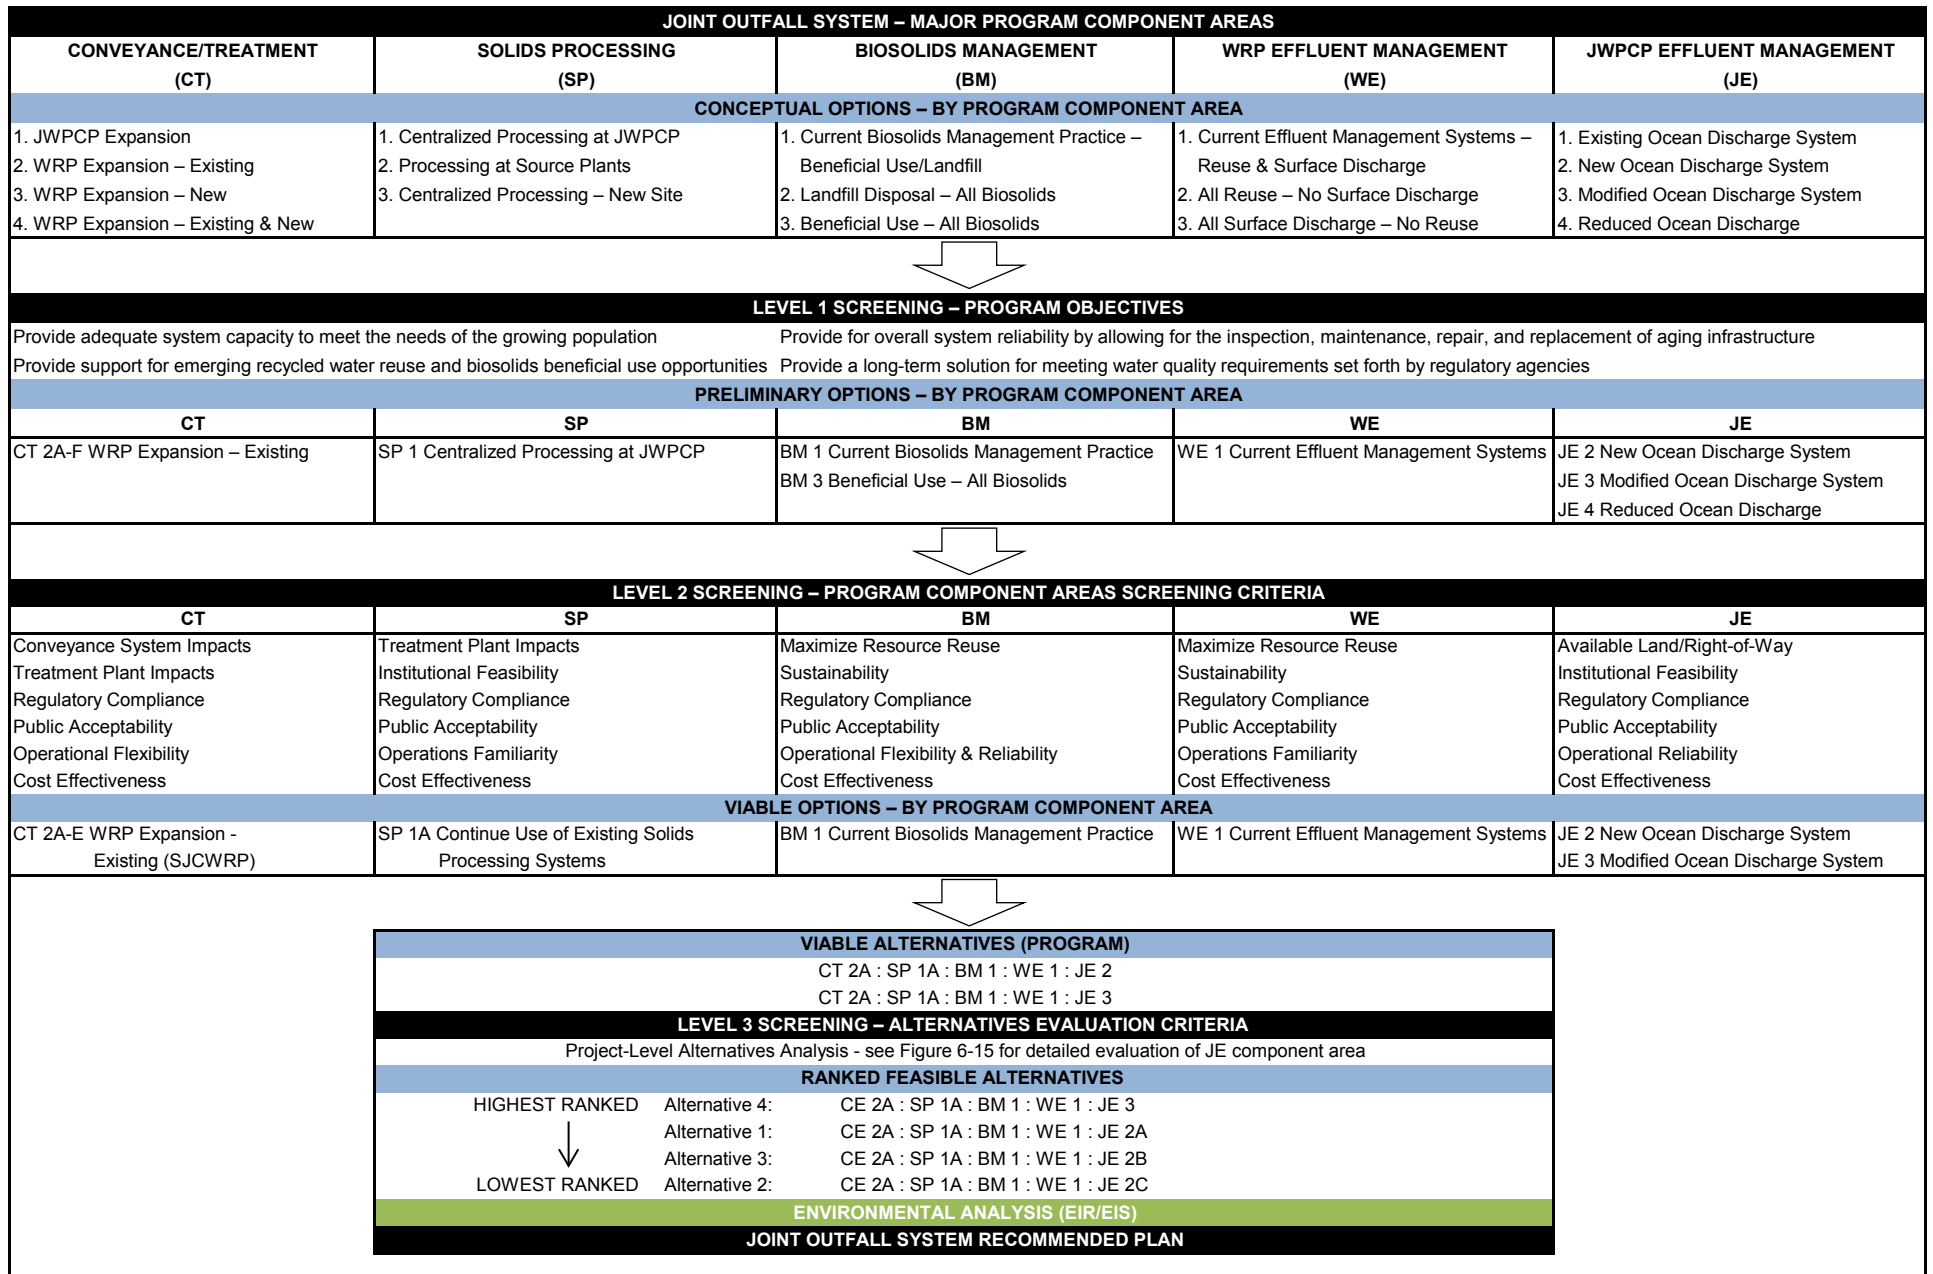 JOINT OUTFALL SYSTEM – MAJOR PROGRAM COMPONENT AREAS
CONVEYANCE/TREATMENT
(CT)
SOLIDS PROCESSING
(SP)
BIOSOLIDS MANAGEMENT
(BM)
WRP EFFLUENT MANAGEMENT
(WE)
JWPCP EFFLUENT MANAGEMENT
(JE)
CONCEPTUAL OPTIONS – BY PROGRAM COMPONENT AREA
1. JWPCP Expansion
2. WRP Expansion – Existing
3. WRP Expansion – New
4. WRP Expansion – Existing & New
1. Centralized Processing at JWPCP
2. Processing at Source Plants
3. Centralized Processing – New Site
1. Current Biosolids Management Practice –
Beneficial Use/Landfill
2. Landfill Disposal – All Biosolids
3. Beneficial Use – All Biosolids
1. Current Effluent Management Systems –
Reuse & Surface Discharge
2. All Reuse – No Surface Discharge
3. All Surface Discharge – No Reuse
1. Existing Ocean Discharge System
2. New Ocean Discharge System
3. Modified Ocean Discharge System
4. Reduced Ocean Discharge
LEVEL 1 SCREENING – PROGRAM OBJECTIVES
Provide adequate system capacity to meet the needs of the growing population
Provide for overall system reliability by allowing for the inspection, maintenance, repair, and replacement of aging infrastructure
Provide support for emerging recycled water reuse and biosolids beneficial use opportunities
Provide a long-term solution for meeting water quality requirements set forth by regulatory agencies
PRELIMINARY OPTIONS – BY PROGRAM COMPONENT AREA
CT
SP
BM
WE
JE
CT 2A-F WRP Expansion – Existing
SP 1 Centralized Processing at JWPCP
BM 1 Current Biosolids Management Practice
BM 3 Beneficial Use – All Biosolids
WE 1 Current Effluent Management Systems
JE 2 New Ocean Discharge System
JE 3 Modified Ocean Discharge System
JE 4 Reduced Ocean Discharge
LEVEL 2 SCREENING – PROGRAM COMPONENT AREAS SCREENING CRITERIA
CT
SP
BM
WE
JE
Conveyance System Impacts
Treatment Plant Impacts
Regulatory Compliance
Public Acceptability
Operational Flexibility
Cost Effectiveness
Treatment Plant Impacts
Institutional Feasibility
Regulatory Compliance
Public Acceptability
Operations Familiarity
Cost Effectiveness
Maximize Resource Reuse
Sustainability
Regulatory Compliance
Public Acceptability
Operational Flexibility & Reliability
Cost Effectiveness
Maximize Resource Reuse
Sustainability
Regulatory Compliance
Public Acceptability
Operations Familiarity
Cost Effectiveness
Available Land/Right-of-Way
Institutional Feasibility
Regulatory Compliance
Public Acceptability
Operational Reliability
Cost Effectiveness
VIABLE OPTIONS – BY PROGRAM COMPONENT AREA
CT 2A-E WRP Expansion -
Existing (SJCWRP)
SP 1A Continue Use of Existing Solids
Processing Systems
BM 1 Current Biosolids Management Practice
WE 1 Current Effluent Management Systems
JE 2 New Ocean Discharge System
JE 3 Modified Ocean Discharge System
VIABLE ALTERNATIVES (PROGRAM)
CT 2A : SP 1A : BM 1 : WE 1 : JE 2
CT 2A : SP 1A : BM 1 : WE 1 : JE 3
LEVEL 3 SCREENING – ALTERNATIVES EVALUATION CRITERIA
Project-Level Alternatives Analysis - see Figure 6-15 for detailed evaluation of JE component area
RANKED FEASIBLE ALTERNATIVES
HIGHEST RANKED Alternative 4: CE 2A : SP 1A : BM 1 : WE 1 : JE 3
Alternative 1: CE 2A : SP 1A : BM 1 : WE 1 : JE 2A
Alternative 3: CE 2A : SP 1A : BM 1 : WE 1 : JE 2B
LOWEST RANKED Alternative 2: CE 2A : SP 1A : BM 1 : WE 1 : JE 2C
ENVIRONMENTAL ANALYSIS (EIR/EIS)
JOINT OUTFALL SYSTEM RECOMMENDED PLAN